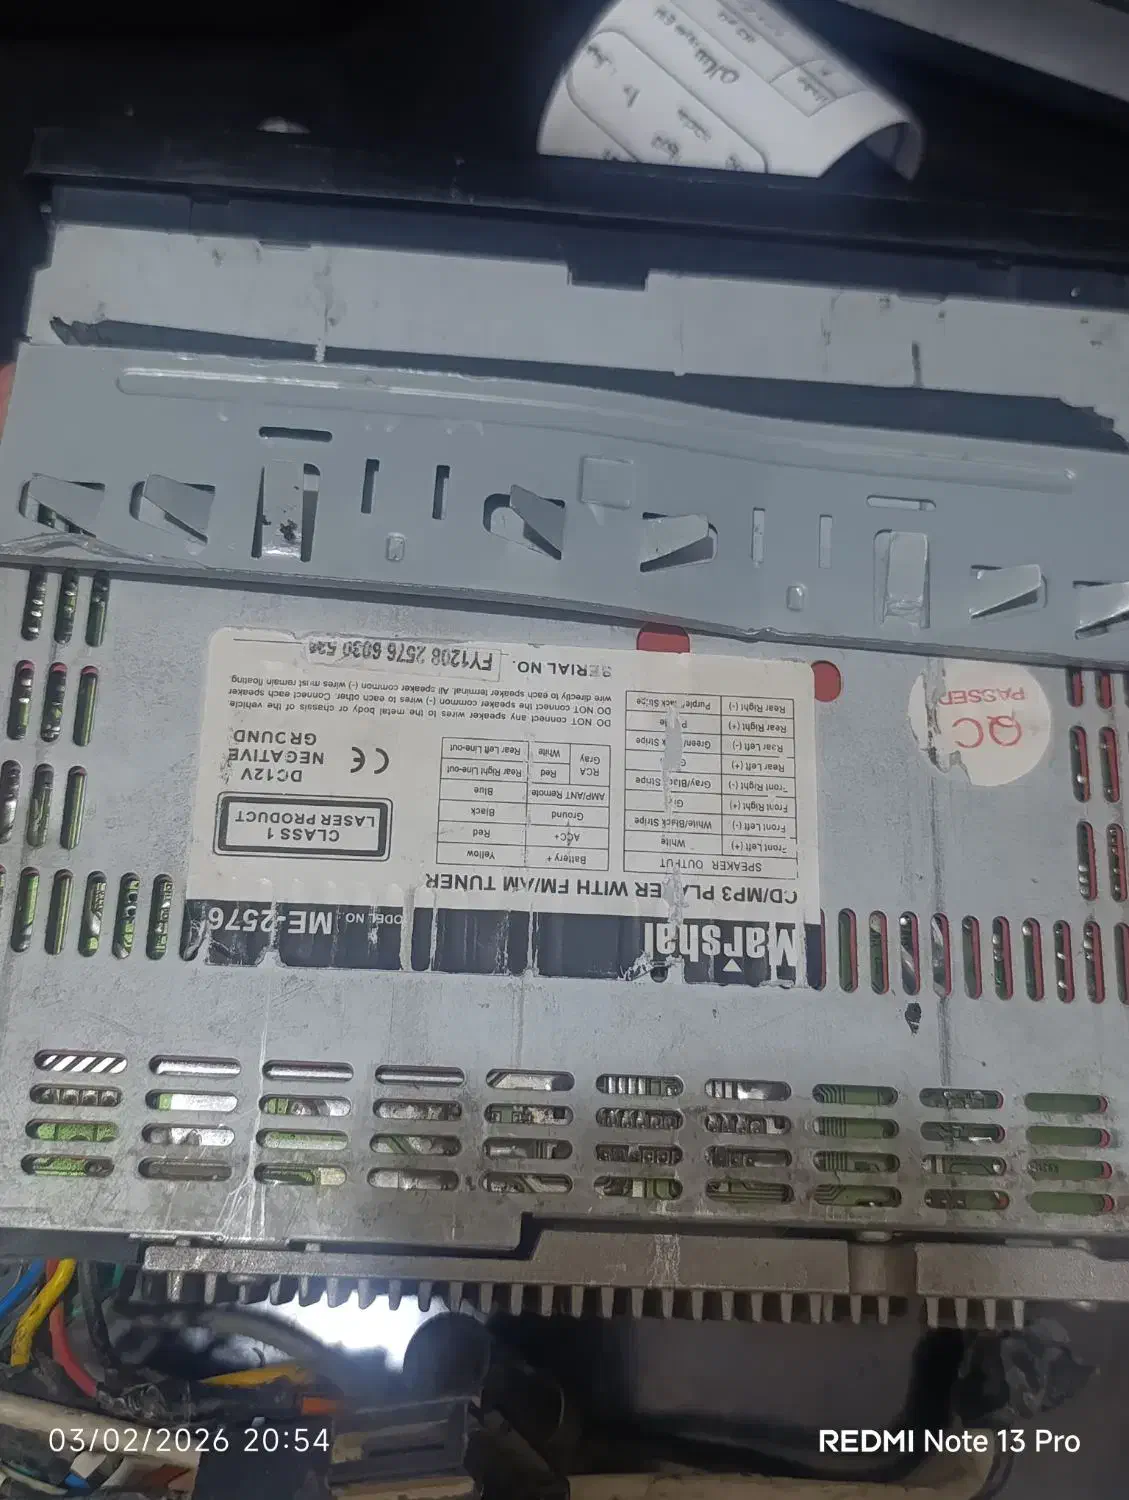 Marshal
MODEL NO. ME-2576
CD/MP3 PLAYER WITH FM/AM TUNER
SPEAKER OUTPUT
Front Left (+) White
Front Left (-) White/Black Stripe
Front Right (+)
Front Right (-) Gray/Black Stripe
Rear Left (+)
Rear Left (-) Green/ Stripe
Rear Right (+)
Rear Right (-) Purple/Black Stripe
Battery + Yellow
ACC+ Red
Ground Black
AMP/ANT Remote Blue
RCA Red Rear Right Line-out
Gray White Rear Left Line-out
CLASS 1
LASER PRODUCT
DC12V
NEGATIVE
GROUND
CE
DO NOT connect any speaker wires to the metal body or chassis of the vehicle
DO NOT connect the speaker common (-) wires to each other. Connect each speaker
wire directly to each speaker terminal. All speaker common (-) wires must remain floating.
SERIAL NO. FY1208 2576 6030
QC
PASSED
03/02/2026 20:54
REDMI Note 13 Pro